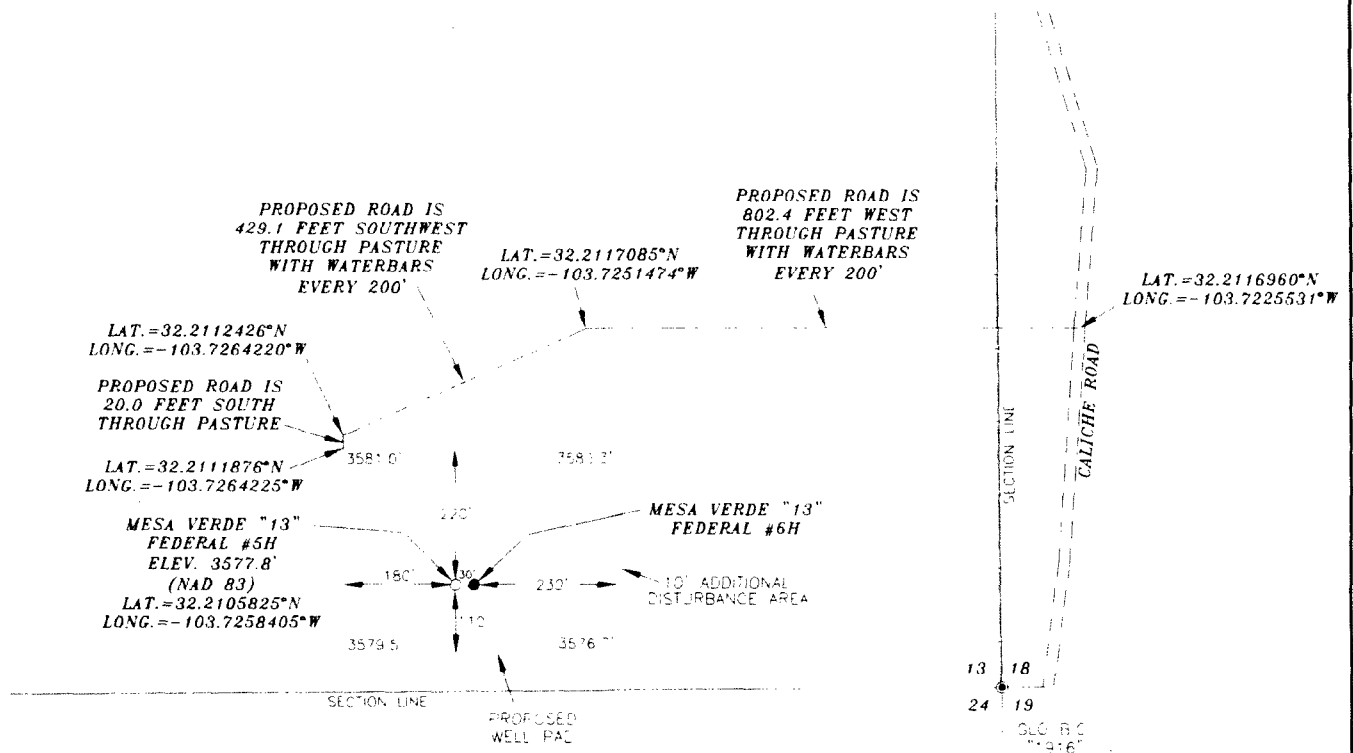 PROPOSED ROAD IS
429.1 FEET SOUTHWEST
THROUGH PASTURE
WITH WATERBARS
EVERY 200'
LAT.=32.2117085°N
LONG.=-103.7251474°W
PROPOSED ROAD IS
802.4 FEET WEST
THROUGH PASTURE
WITH WATERBARS
EVERY 200'
LAT.=32.2116960°N
LONG.=-103.7225531°W
LAT.=32.2112426°N
LONG.=-103.7264220°W
PROPOSED ROAD IS
20.0 FEET SOUTH
THROUGH PASTURE
LAT.=32.2111876°N
LONG.=-103.7264225°W
3581.0'
220'
MESA VERDE "13"
FEDERAL #5H
ELEV. 3577.8'
(NAD 83)
LAT.=32.2105825°N
LONG.=-103.7258405°W
MESA VERDE "13"
FEDERAL #6H
180'
30'
230'
10' ADDITIONAL
DISTURBANCE AREA
110'
3579.5
SECTION LINE
CALICHE ROAD
13 18
24 19
SECTION LINE
PROPOSED
WELL PAD
"1916"